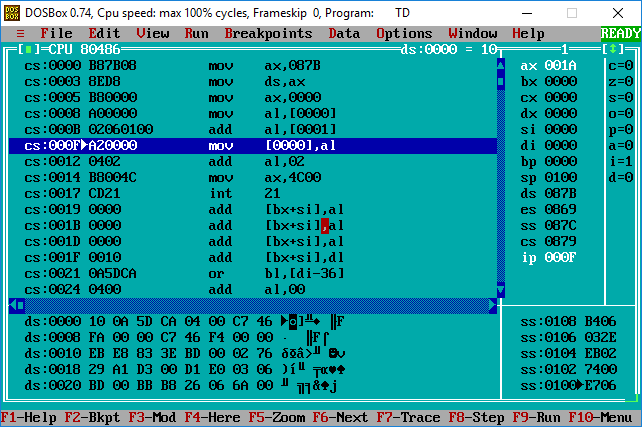 DOSBox 0.74, Cpu speed: max 100% cycles, Frameskip 0, Program: TD
≡ File Edit View Run Breakpoints Data Options Window Help READY
[■]=CPU 80486 ds:0000 = 10 1 [↕]
cs:0000 B87B08 mov ax,087B ax 001A c=0
cs:0003 8ED8 mov ds,ax bx 0000 z=0
cs:0005 B80000 mov ax,0000 cx 0000 s=0
cs:0008 A00000 mov al,[0000] dx 0000 o=0
cs:000B 02060100 add al,[0001] si 0000 p=0
cs:000F►A20000 mov [0000],al di 0000 a=0
cs:0012 0402 add al,02 bp 0000 i=1
cs:0014 B8004C mov ax,4C00 sp 0100 d=0
cs:0017 CD21 int 21 ds 087B
cs:0019 0000 add [bx+si],al es 0869
cs:001B 0000 add [bx+si],al ss 087C
cs:001D 0000 add [bx+si],al cs 0879
cs:001F 0010 add [bx+si],dl ip 000F
cs:0021 0A5DCA or bl,[di-36]
cs:0024 0400 add al,00
ds:0000 10 0A 5D CA 04 00 C7 46 ►◙]╩♦ ╟F ss:0108 B406
ds:0008 FA 00 00 C7 46 F4 00 00 · ╟F⌠ ss:0106 032E
ds:0010 EB E8 83 3E BD 00 02 76 δΦâ>╜ ☻v ss:0104 EB02
ds:0018 29 A1 D3 00 D1 E0 03 06 )í╙ ╤α♥♠ ss:0102 7400
ds:0020 BD 00 BB B8 26 06 6A 00 ╜ ╗╕&♠j ss:0100►E706
F1-Help F2-Bkpt F3-Mod F4-Here F5-Zoom F6-Next F7-Trace F8-Step F9-Run F10-Menu